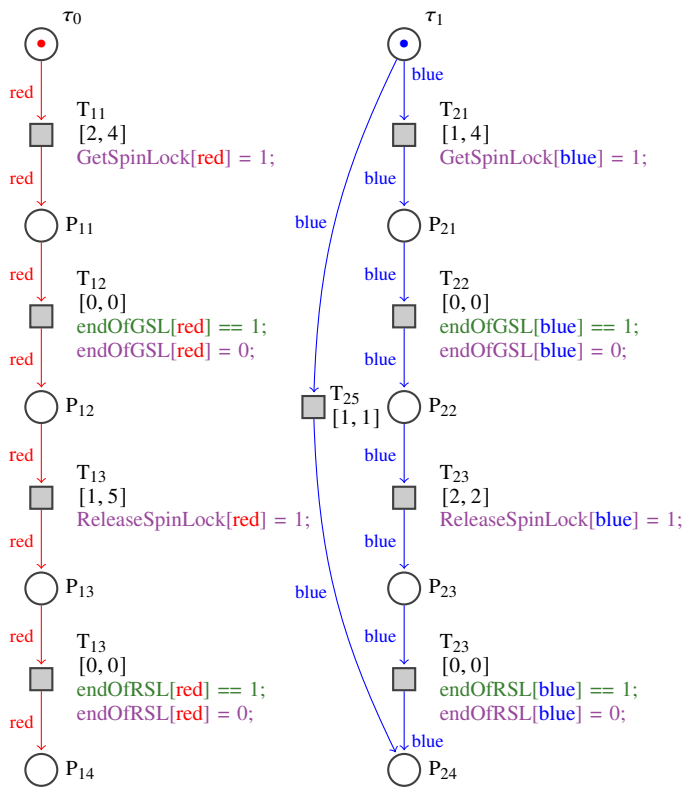 τ₀
red
T₁₁
[2, 4]
GetSpinLock[red] = 1;
red
P₁₁
red
T₁₂
[0, 0]
endOfGSL[red] == 1;
endOfGSL[red] = 0;
red
P₁₂
red
T₁₃
[1, 5]
ReleaseSpinLock[red] = 1;
red
P₁₃
red
T₁₃
[0, 0]
endOfRSL[red] == 1;
endOfRSL[red] = 0;
red
P₁₄
τ₁
blue
T₂₁
[1, 4]
GetSpinLock[blue] = 1;
blue
P₂₁
blue
blue
T₂₂
[0, 0]
endOfGSL[blue] == 1;
endOfGSL[blue] = 0;
blue
T₂₅
[1, 1]
P₂₂
blue
T₂₃
[2, 2]
ReleaseSpinLock[blue] = 1;
blue
blue
P₂₃
blue
T₂₃
[0, 0]
endOfRSL[blue] == 1;
endOfRSL[blue] = 0;
blue
P₂₄